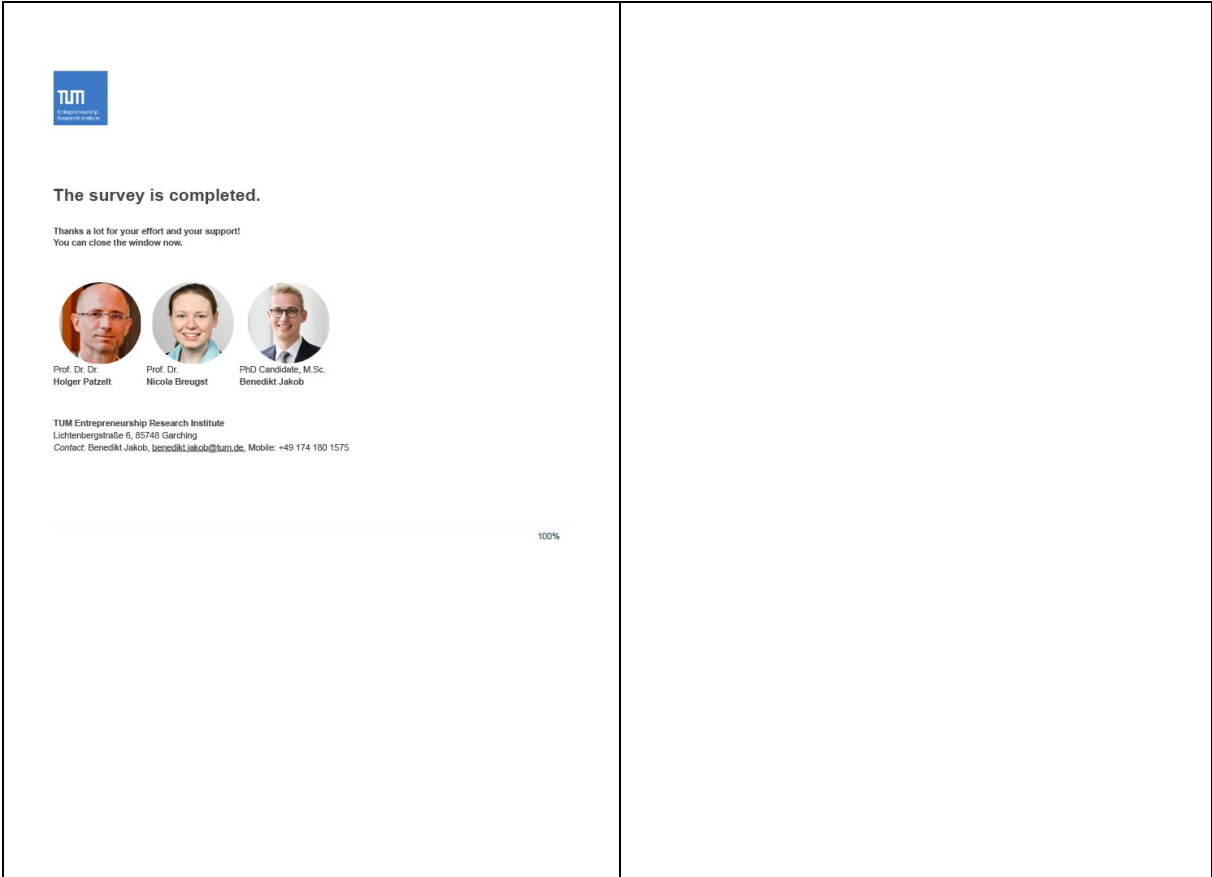 TUM
Entrepreneurship
Research Institute
The survey is completed.
Thanks a lot for your effort and your support!
You can close the window now.
Prof. Dr. Dr.
Holger Patzelt
Prof. Dr.
Nicola Breugst
PhD Candidate, M.Sc.
Benedikt Jakob
TUM Entrepreneurship Research Institute
Lichtenbergstraße 6, 85748 Garching
Contact: Benedikt Jakob, benedikt.jakob@tum.de, Mobile: +49 174 180 1575
100%